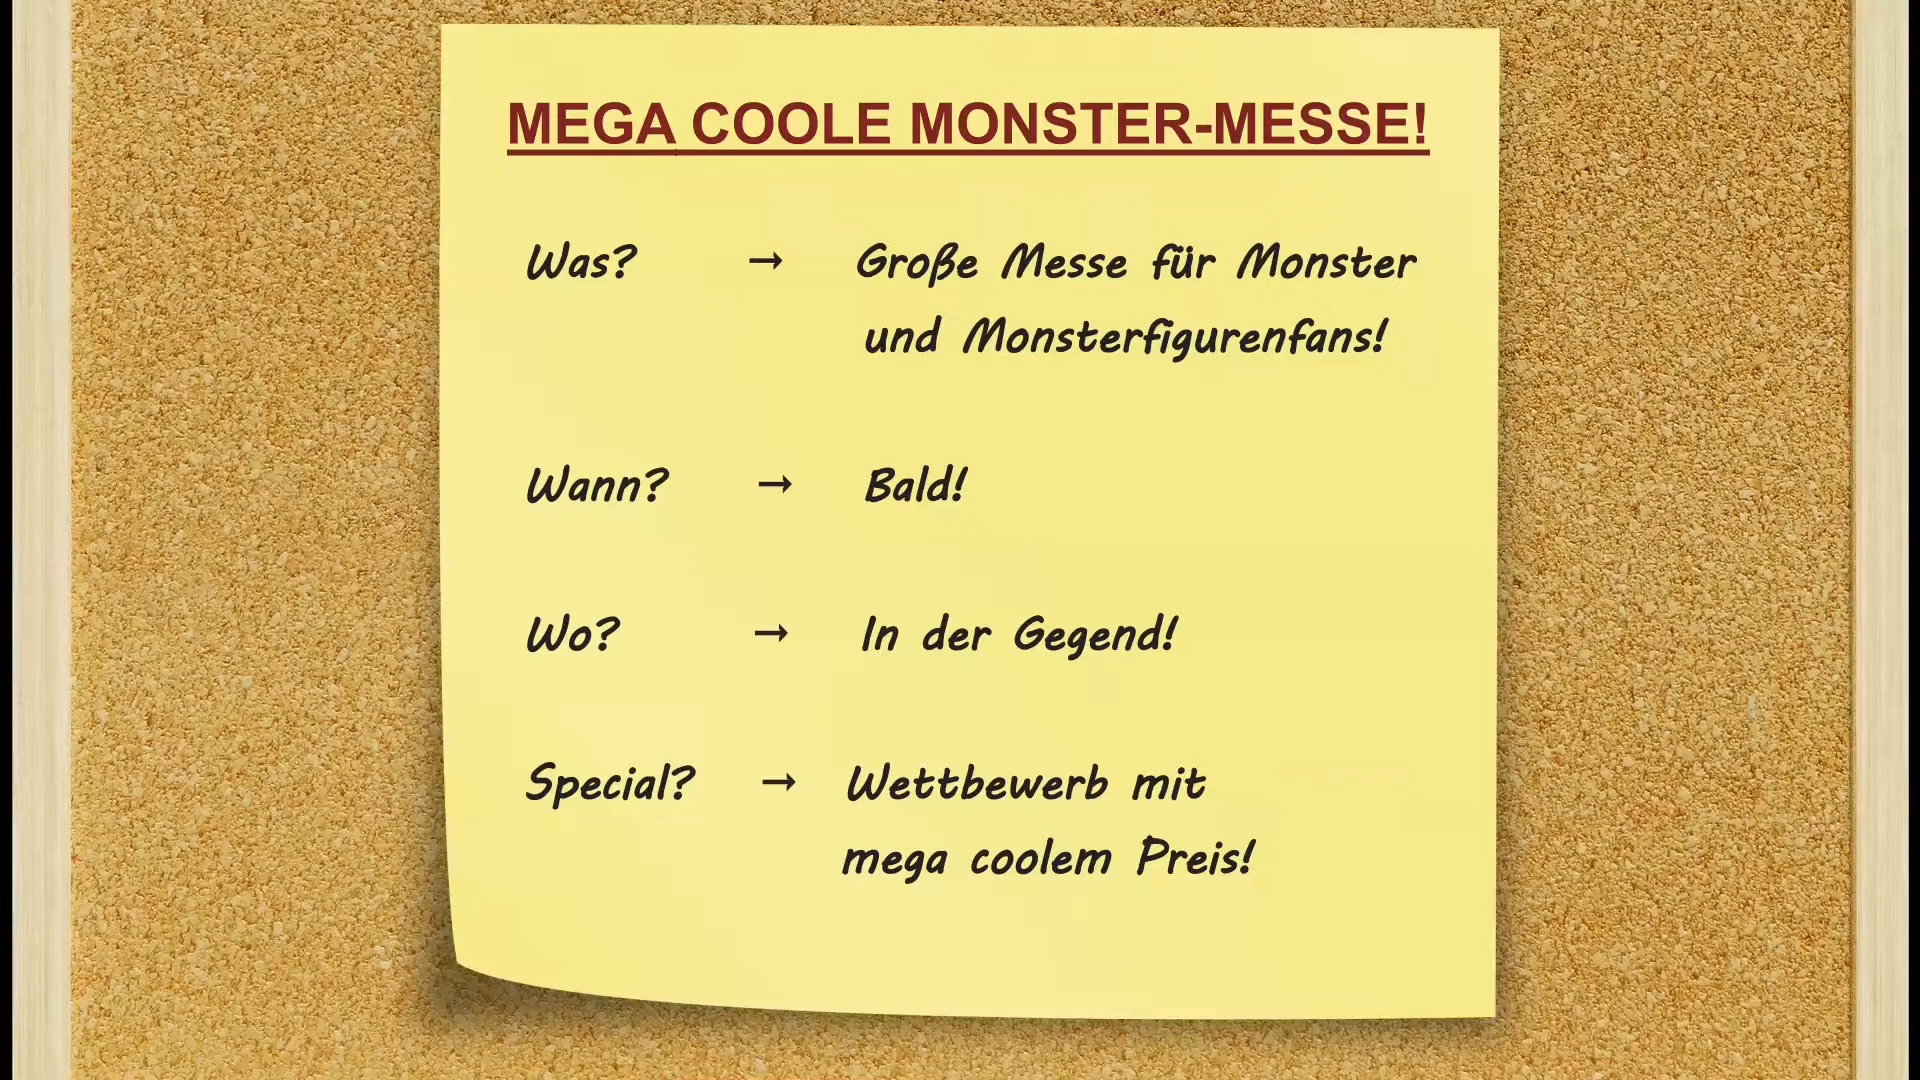 MEGA COOLE MONSTER-MESSE!
Was? → Große Messe für Monster
und Monsterfigurenfans!
Wann? → Bald!
Wo? → In der Gegend!
Special? → Wettbewerb mit
mega coolem Preis!